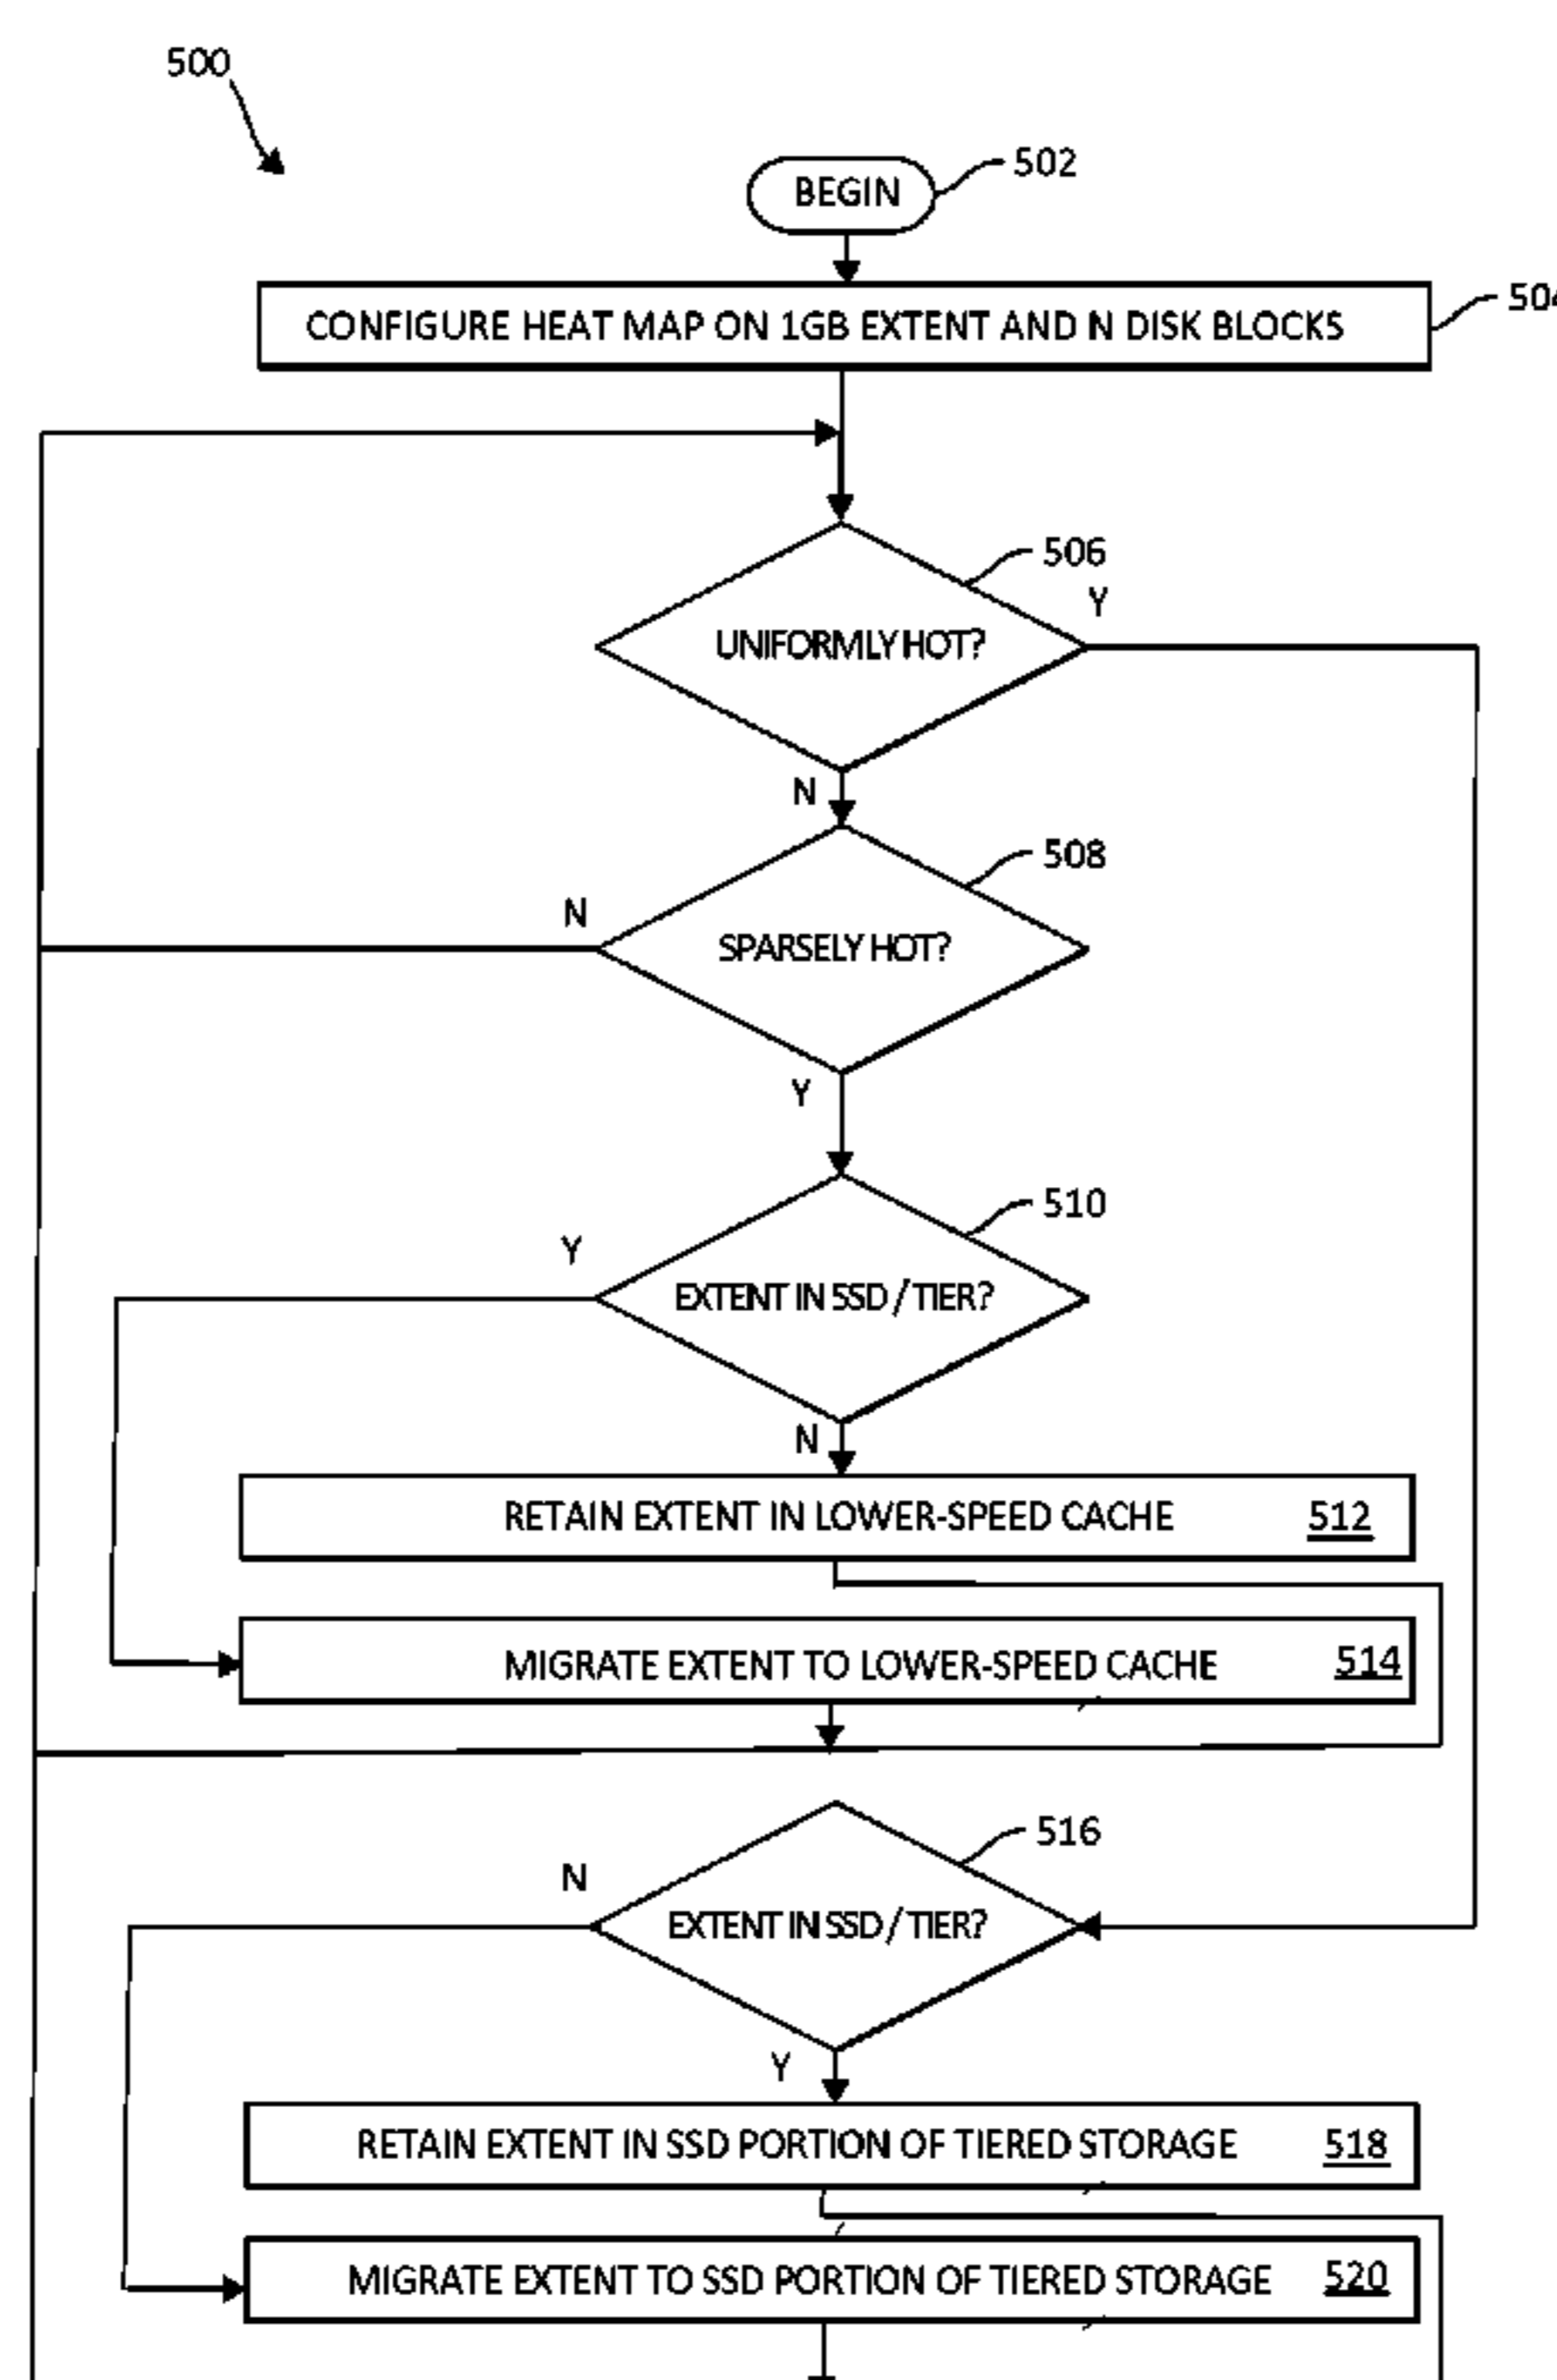 500
BEGIN
502
CONFIGURE HEAT MAP ON 1GB EXTENT AND N DISK BLOCKS
506
Y
UNIFORMLY HOT?
N
508
N
SPARSELY HOT?
Y
510
Y
EXTENT IN SSD / TIER?
N
RETAIN EXTENT IN LOWER-SPEED CACHE 512
MIGRATE EXTENT TO LOWER-SPEED CACHE 514
516
N
EXTENT IN SSD / TIER?
Y
RETAIN EXTENT IN SSD PORTION OF TIERED STORAGE 518
MIGRATE EXTENT TO SSD PORTION OF TIERED STORAGE 520